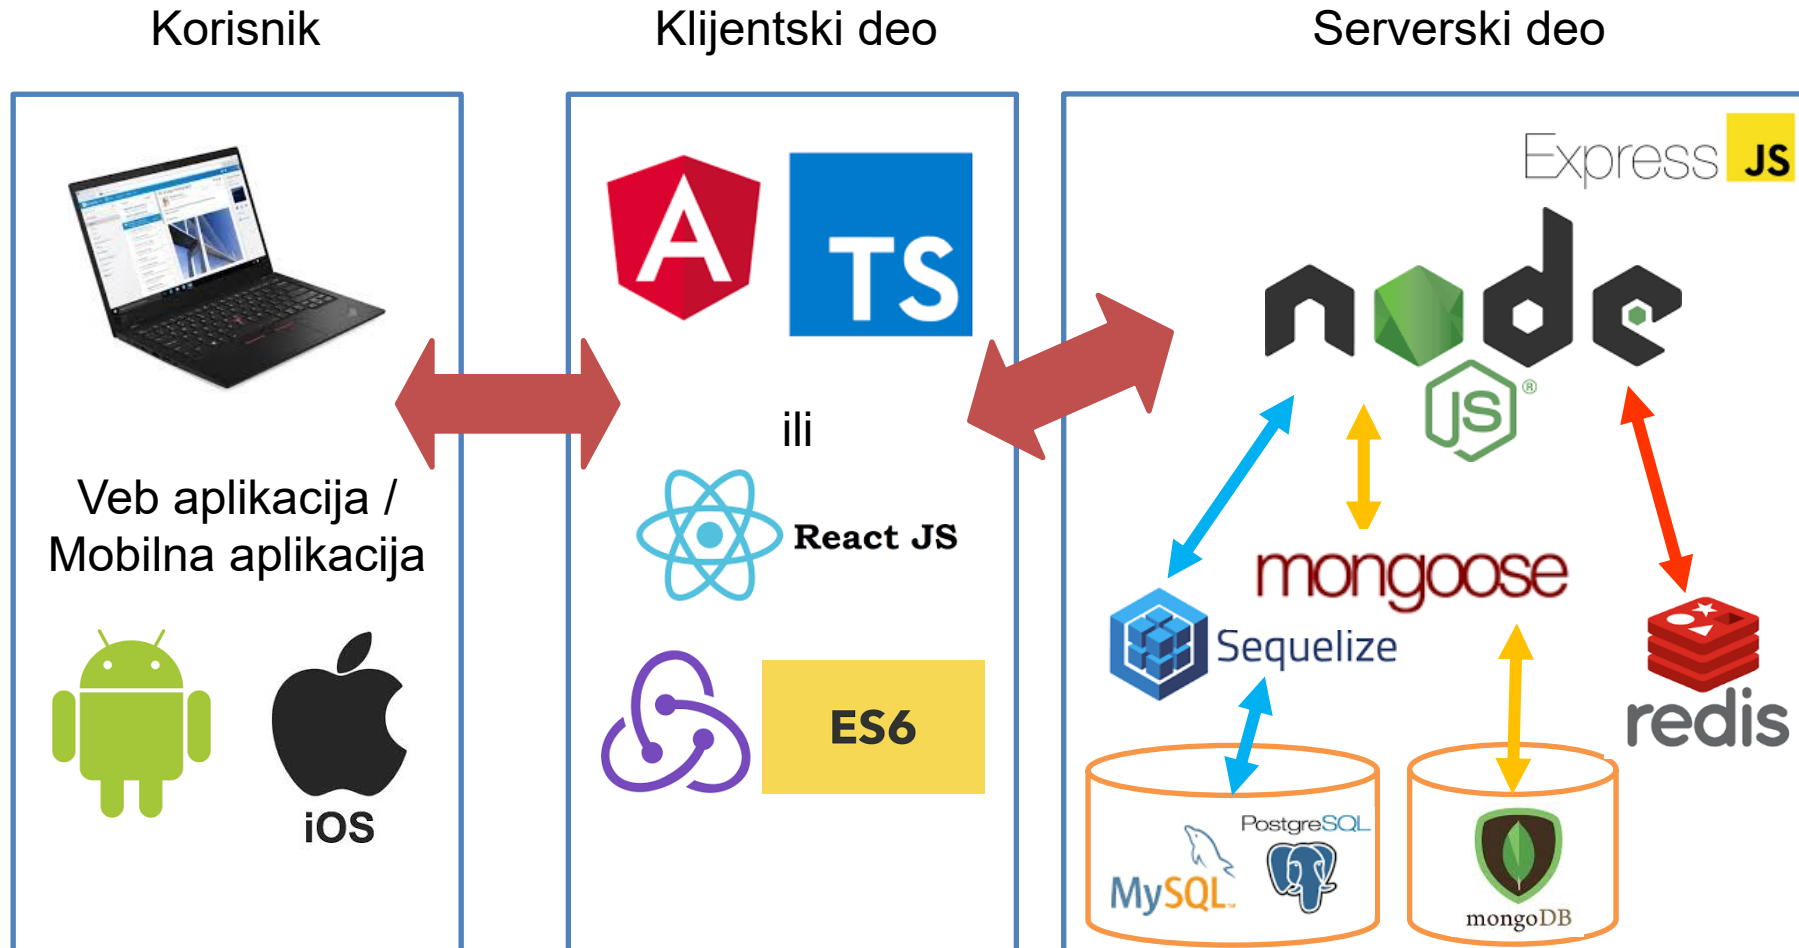 Korisnik
Klijentski deo
Serverski deo
Express JS
A TS
node
JS ®
ili
Veb aplikacija /
Mobilna aplikacija
React JS
mongoose
Sequelize
ES6
redis
iOS
PostgreSQL
MySQL
mongoDB